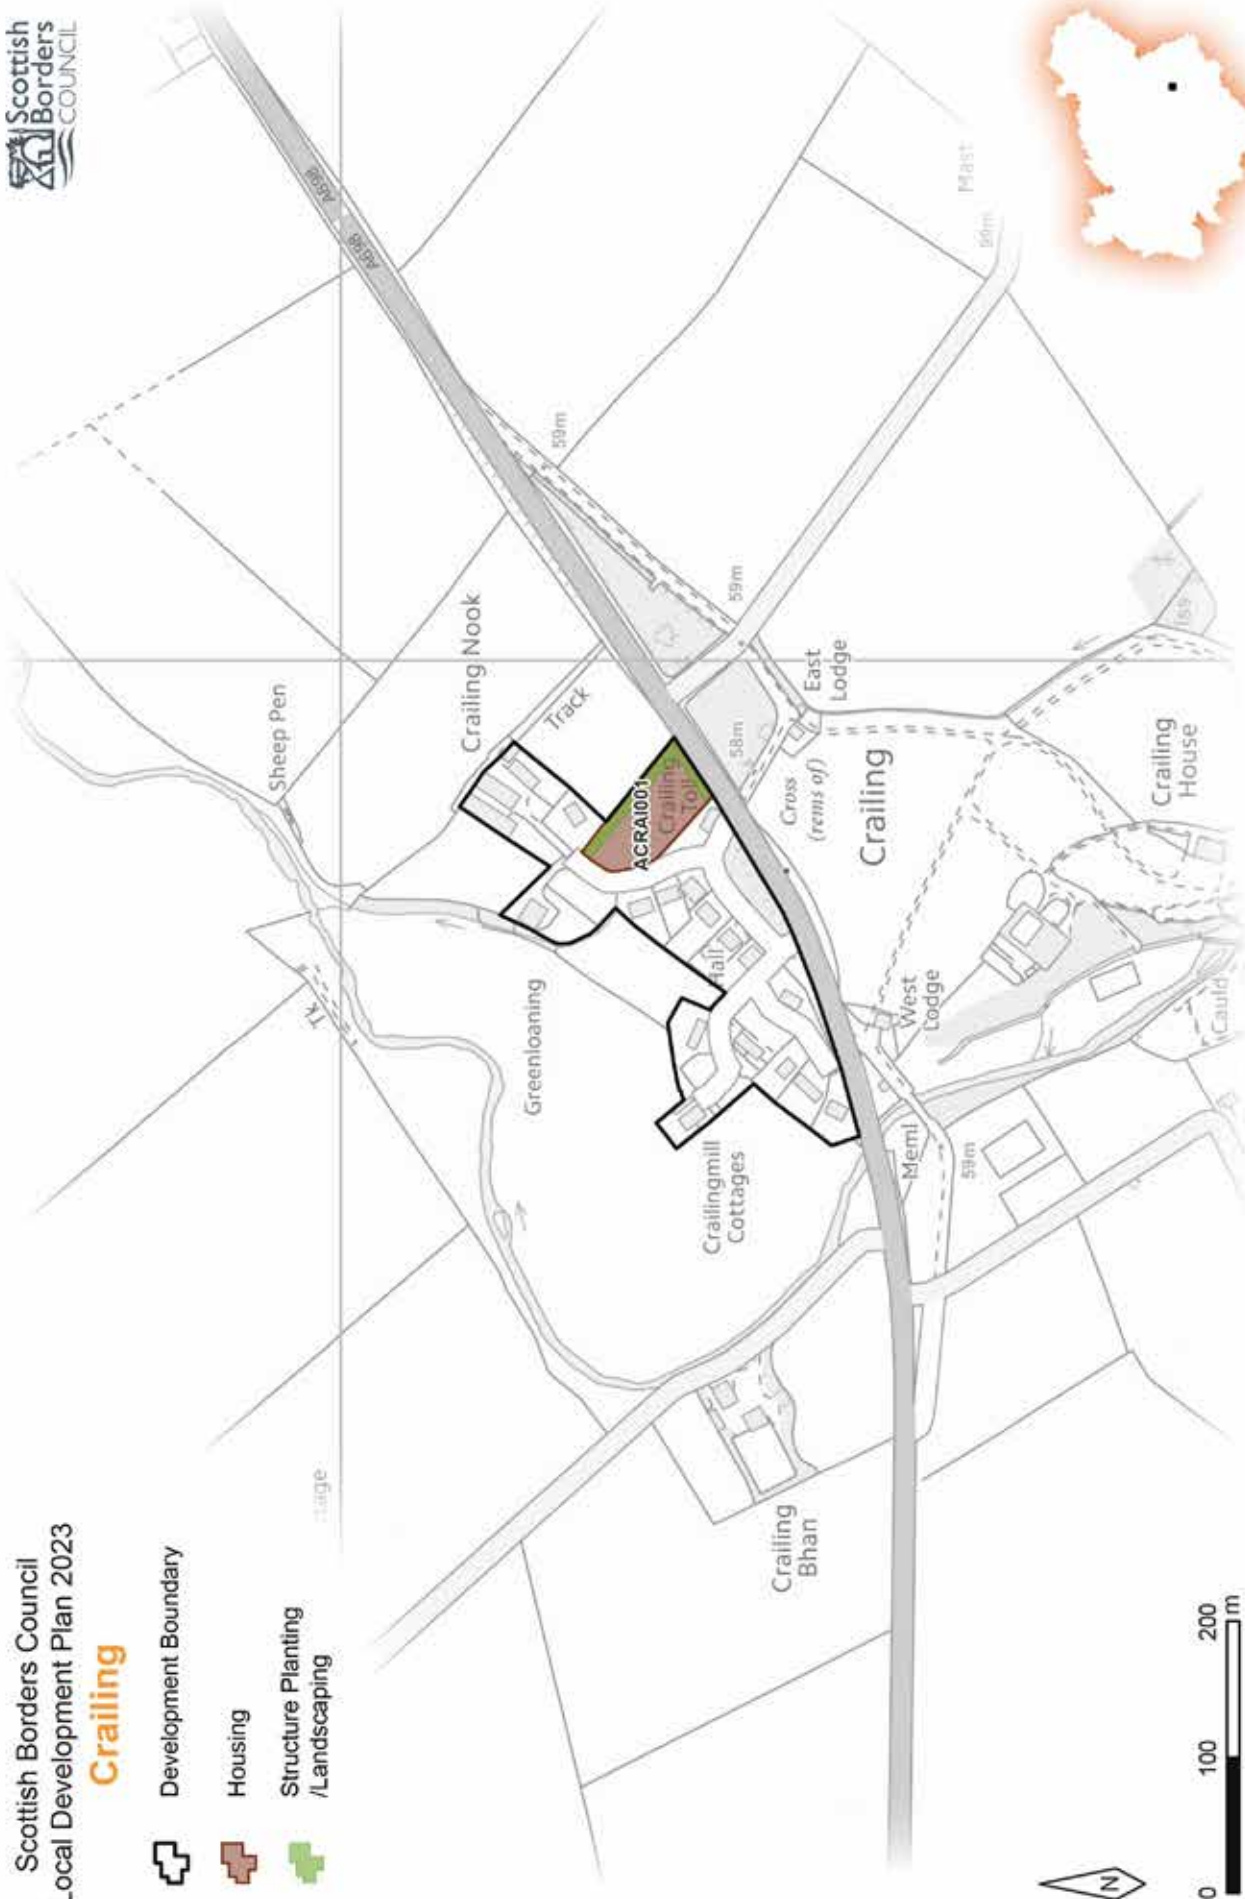 Scottish Borders Council
Local Development Plan 2023
Crailing
Development Boundary
Housing
Structure Planting
/Landscaping
Scottish
Borders
COUNCIL
A698
A698
Sheep Pen
Crailing Nook
Track
59m
Mast
99m
Tk
Greenloaning
ACRAI001
Crailing
Toll
58m
59m
East
Lodge
Hall
Cross
(rems of)
Crailing
Crailingmill
Cottages
West
Lodge
Crailing
House
Meml
59m
Cauld
Crailing
Bhan
N
0
100
200
m